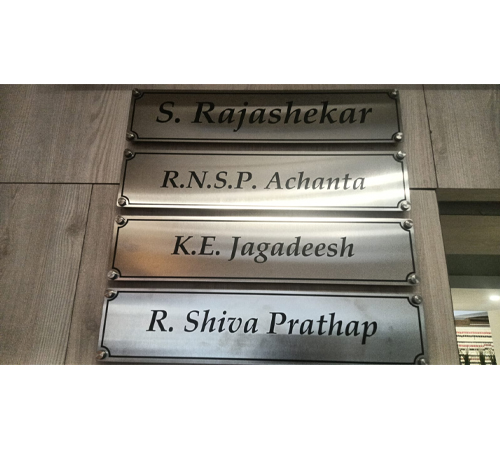 S. Rajashekar
R.N.S.P. Achanta
K.E. Jagadeesh
R. Shiva Prathap